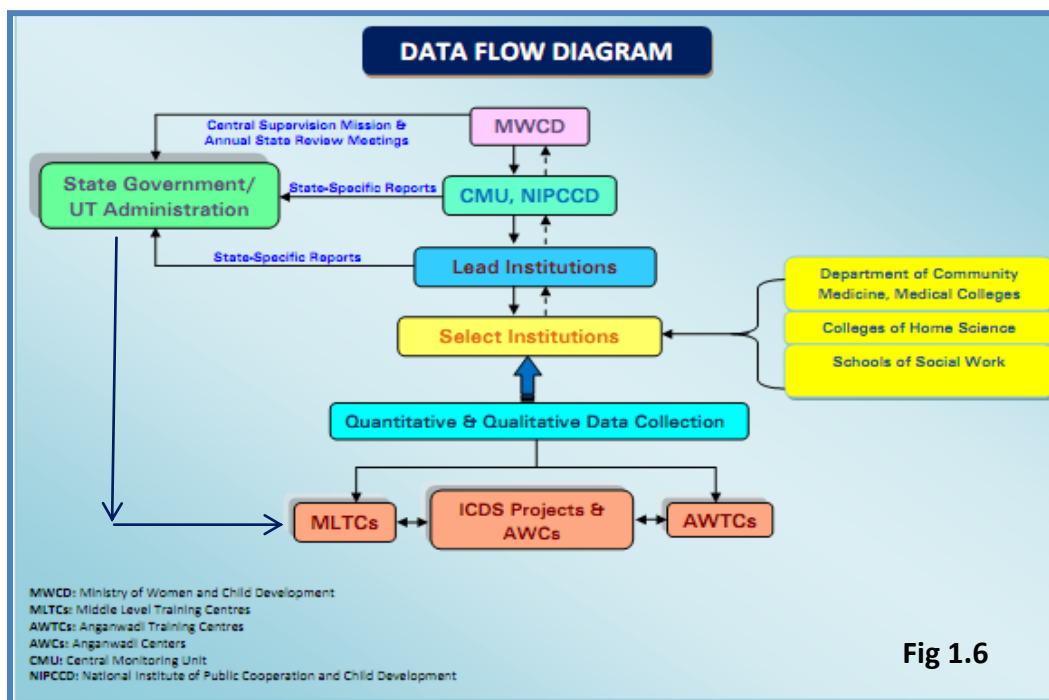 DATA FLOW DIAGRAM
Central Supervision Mission &
Annual State Review Meetings
MWCD
State Government/
UT Administration
State-Specific Reports
CMU, NIPCCD
State-Specific Reports
Lead Institutions
Department of Community
Medicine, Medical Colleges
Select Institutions
Colleges of Home Science
Schools of Social Work
Quantitative & Qualitative Data Collection
MLTCs
ICDS Projects &
AWCs
AWTCs
MWCD: Ministry of Women and Child Development
MLTCs: Middle Level Training Centres
AWTCs: Anganwadi Training Centres
AWCs: Anganwadi Centers
CMU: Central Monitoring Unit
NIPCCD: National Institute of Public Cooperation and Child Development
Fig 1.6